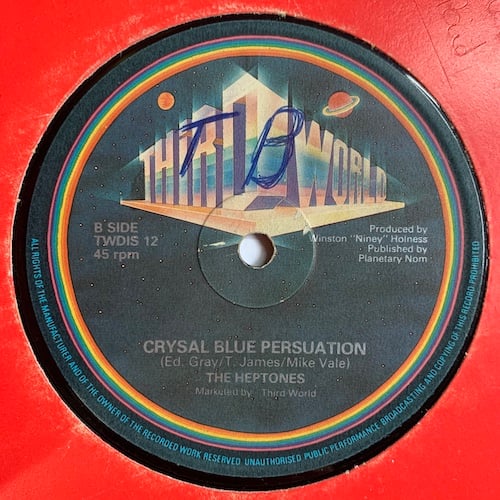 T B
THIRD WORLD
B SIDE
TWDIS 12
45 rpm
Produced by
Winston "Niney" Holness
Published by
Planetary Nom
CRYSAL BLUE PERSUATION
(Ed. Gray/T. James/Mike Vale)
THE HEPTONES
Marketed by: Third World
ALL RIGHTS OF THE MANUFACTURER AND OF THE OWNER OF THE RECORDED WORK RESERVED UNAUTHORISED PUBLIC PERFORMANCE BROADCASTING AND COPYING OF THIS RECORD PROHIBITED